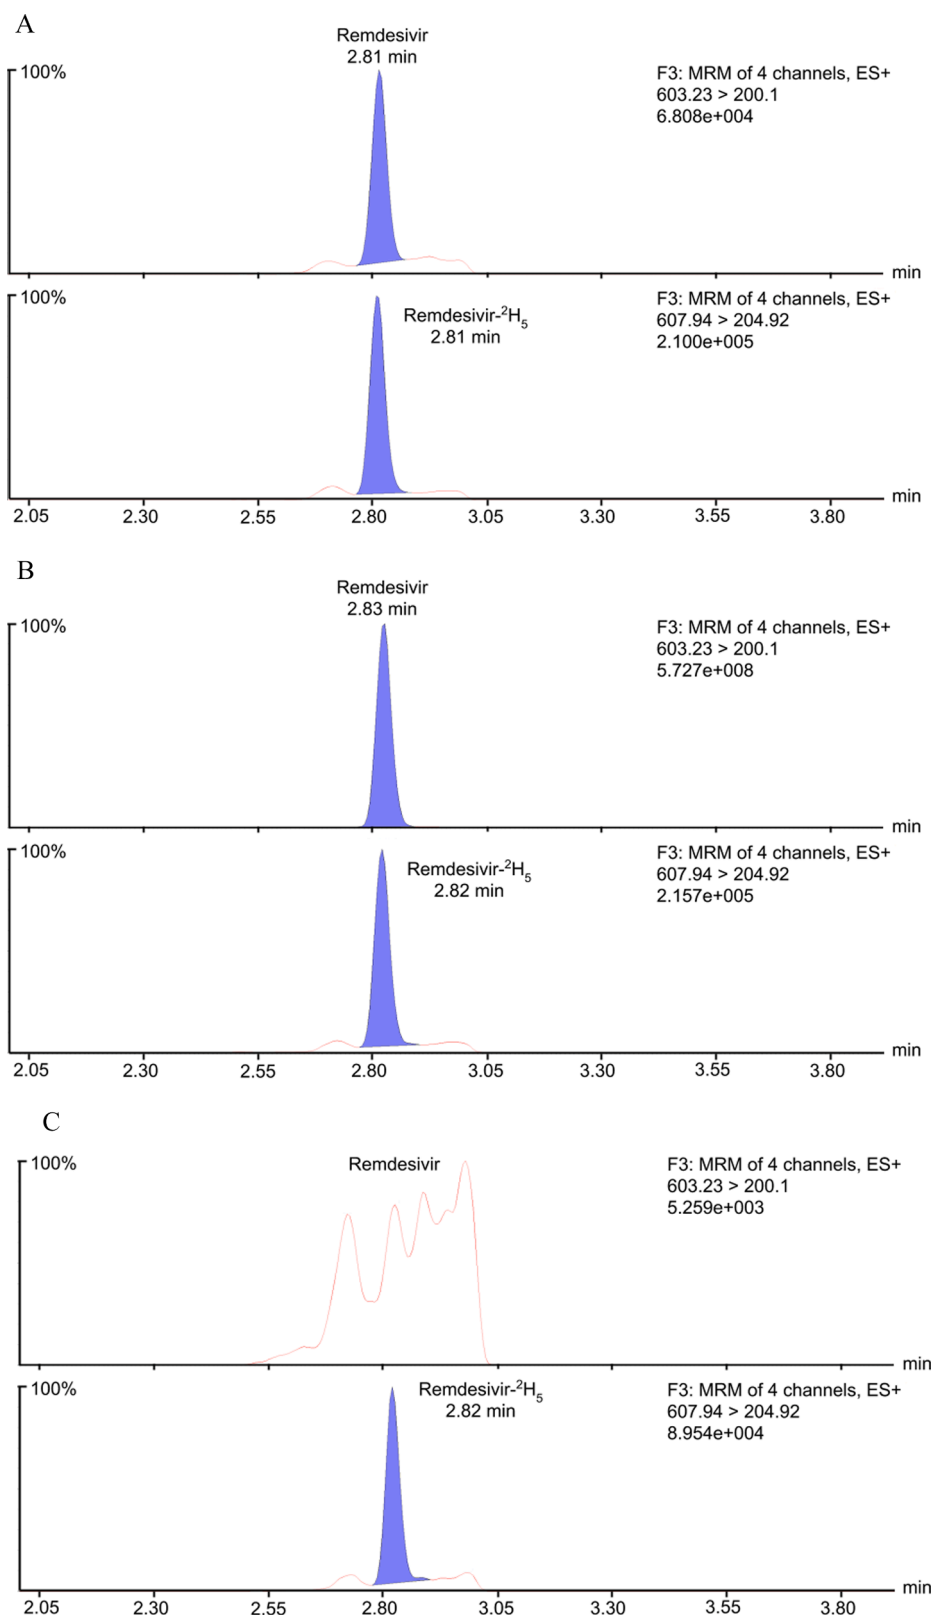 A
Remdesivir
2.81 min
100%
F3: MRM of 4 channels, ES+
603.23 > 200.1
6.808e+004
min
100%
Remdesivir-²H₅
2.81 min
F3: MRM of 4 channels, ES+
607.94 > 204.92
2.100e+005
min
2.05 2.30 2.55 2.80 3.05 3.30 3.55 3.80
B
Remdesivir
2.83 min
100%
F3: MRM of 4 channels, ES+
603.23 > 200.1
5.727e+008
min
100%
Remdesivir-²H₅
2.82 min
F3: MRM of 4 channels, ES+
607.94 > 204.92
2.157e+005
min
2.05 2.30 2.55 2.80 3.05 3.30 3.55 3.80
C
Remdesivir
100%
F3: MRM of 4 channels, ES+
603.23 > 200.1
5.259e+003
min
100%
Remdesivir-²H₅
2.82 min
F3: MRM of 4 channels, ES+
607.94 > 204.92
8.954e+004
min
2.05 2.30 2.55 2.80 3.05 3.30 3.55 3.80